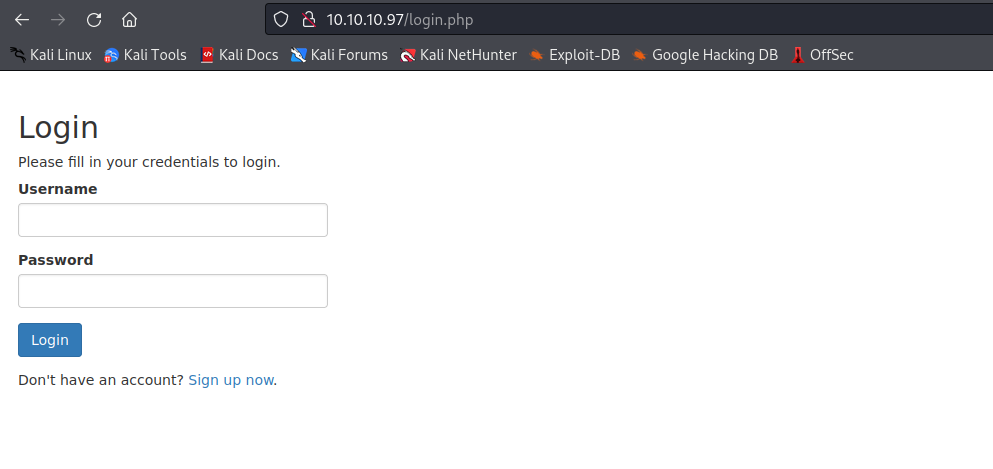 10.10.10.97/login.php
Kali Linux Kali Tools Kali Docs Kali Forums Kali NetHunter Exploit-DB Google Hacking DB OffSec
Login
Please fill in your credentials to login.
Username
Password
Login
Don't have an account? Sign up now.